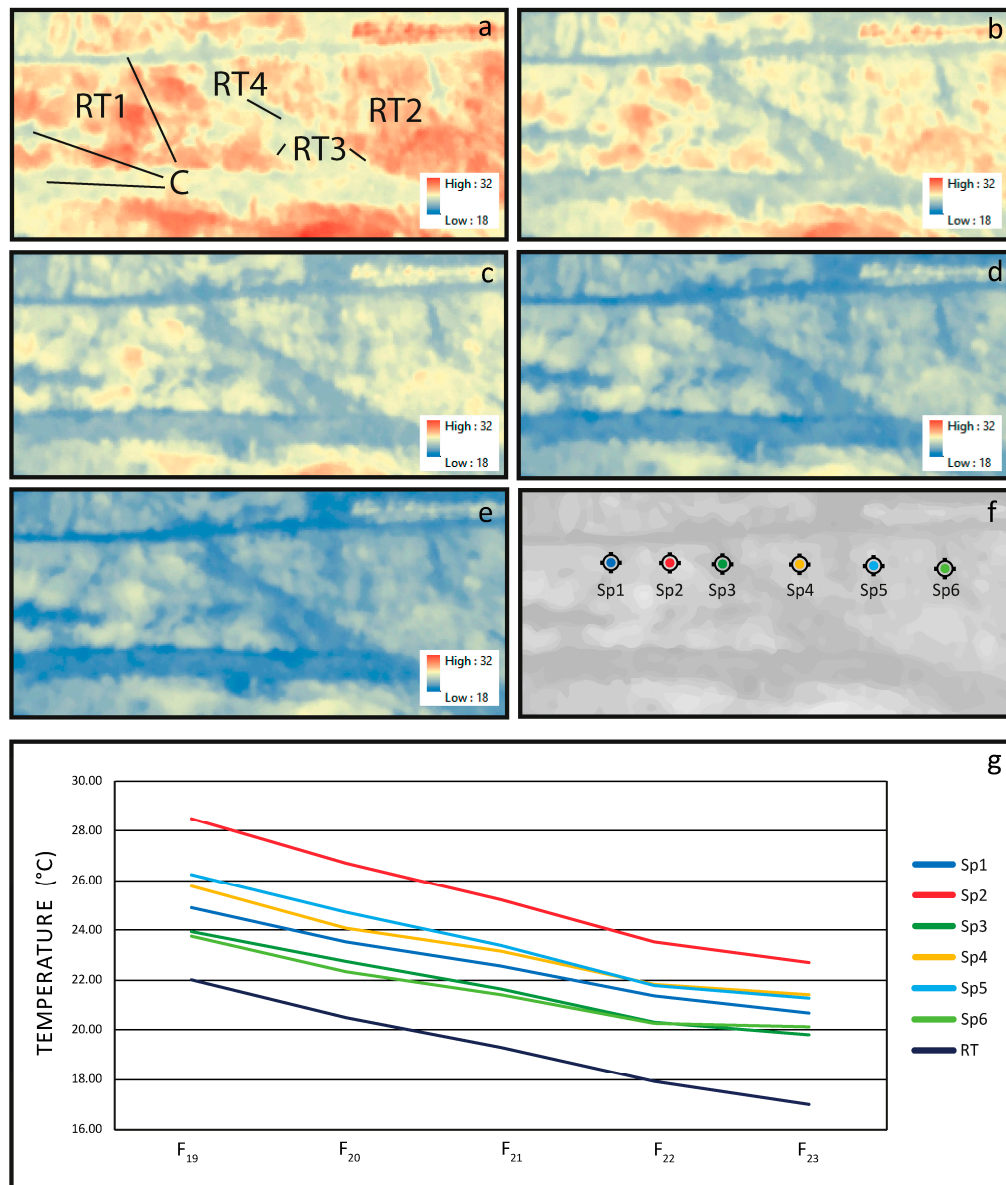 a
RT1
RT4
RT2
RT3
C
High : 32
Low : 18
b
High : 32
Low : 18
c
High : 32
Low : 18
d
High : 32
Low : 18
e
High : 32
Low : 18
f
Sp1 Sp2 Sp3 Sp4 Sp5 Sp6
g
TEMPERATURE (°C)
30.00
28.00
26.00
24.00
22.00
20.00
18.00
16.00
F19 F20 F21 F22 F23
Sp1
Sp2
Sp3
Sp4
Sp5
Sp6
RT